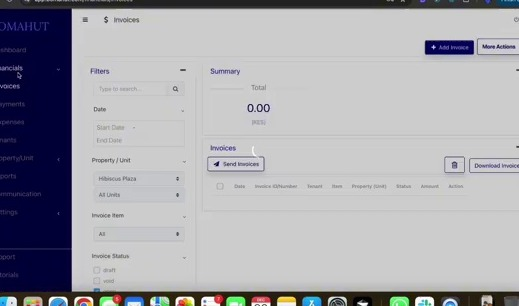 OMAHUT
shboard
ancials
voices
yments
xpenses
nants
operty/Unit
ports
mmunication
ttings
pport
torials
Invoices
Add Invoice
More Actions
Filters
Type to search...
Date
Start Date -
End Date
Property / Unit
Hibiscus Plaza
All Units
Invoice Item
All
Invoice Status
draft
void
Summary
Total
0.00
(KES)
Invoices
Send Invoices
Download Invoice
Date Invoice ID/Number Tenant Item Property (Unit) Status Amount Action